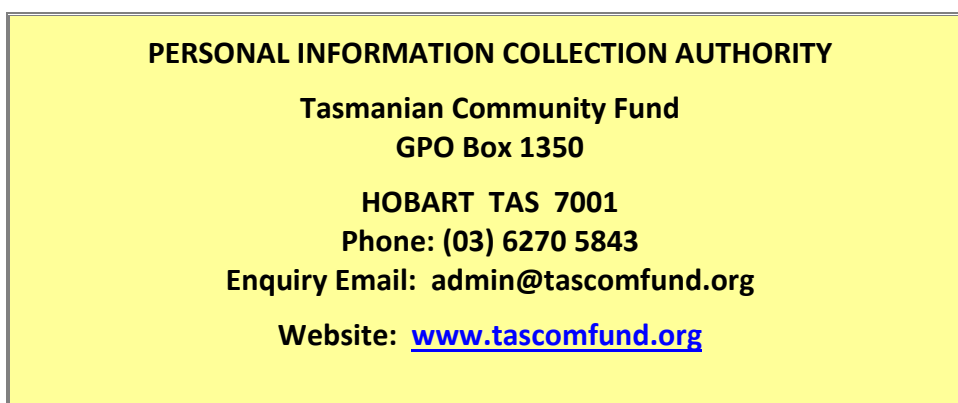 PERSONAL INFORMATION COLLECTION AUTHORITY
Tasmanian Community Fund
GPO Box 1350
HOBART TAS 7001
Phone: (03) 6270 5843
Enquiry Email: admin@tascomfund.org
Website: www.tascomfund.org